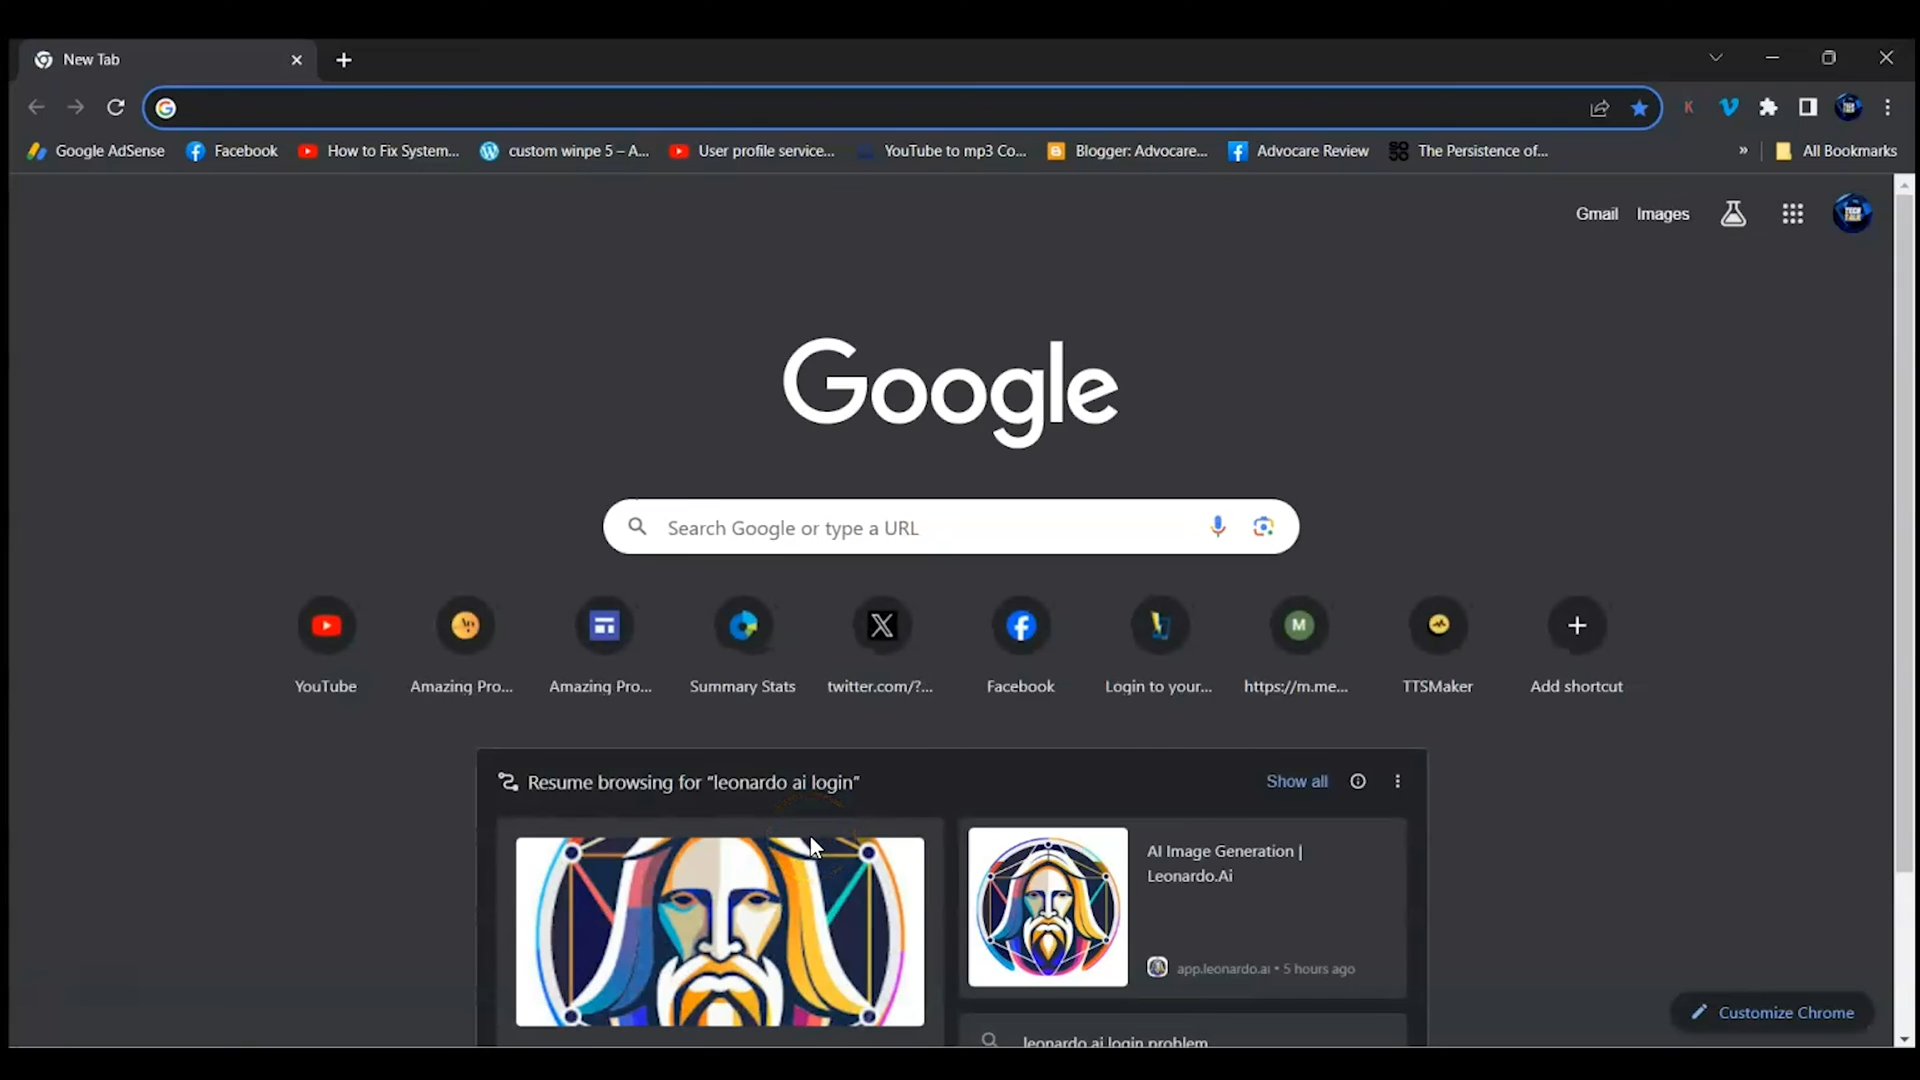 New Tab
Google AdSense
Facebook
How to Fix System...
custom winpe 5 – A...
User profile service...
YouTube to mp3 Co...
Blogger: Advocare...
Advocare Review
The Persistence of...
»
All Bookmarks
Gmail
Images
Google
Search Google or type a URL
YouTube
Amazing Pro...
Amazing Pro...
Summary Stats
twitter.com/?...
Facebook
Login to your...
https://m.me...
TTSMaker
Add shortcut
Resume browsing for “leonardo ai login”
Show all
AI Image Generation |
Leonardo.Ai
app.leonardo.ai • 5 hours ago
leonardo ai login problem
Customize Chrome